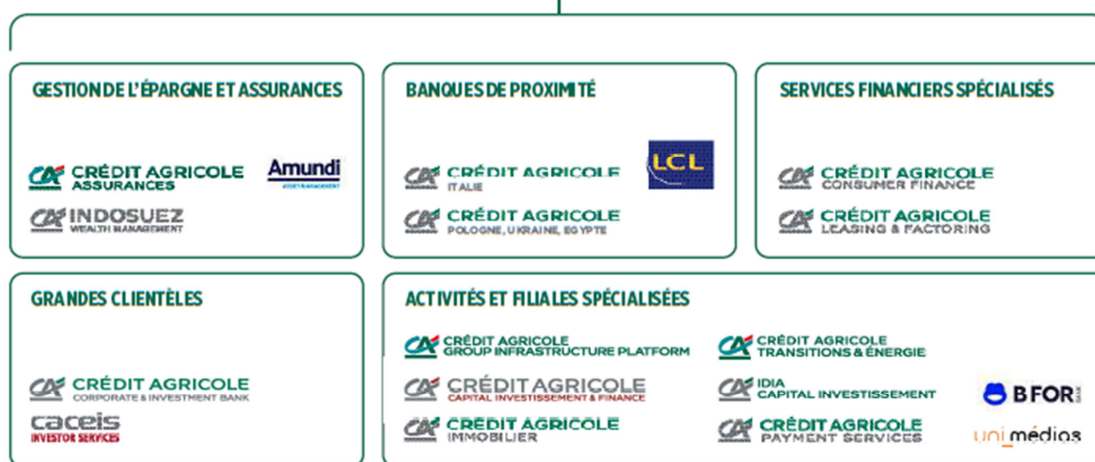 GESTION DE L'ÉPARGNE ET ASSURANCES
CRÉDIT AGRICOLE
ASSURANCES
Amundi
ASSET MANAGEMENT
INDOSUEZ
WEALTH MANAGEMENT
BANQUES DE PROXIMITÉ
CRÉDIT AGRICOLE
ITALIE
LCL
CRÉDIT AGRICOLE
POLOGNE, UKRAINE, EGYPTE
SERVICES FINANCIERS SPÉCIALISÉS
CRÉDIT AGRICOLE
CONSUMER FINANCE
CRÉDIT AGRICOLE
LEASING & FACTORING
GRANDES CLIENTÈLES
CRÉDIT AGRICOLE
CORPORATE & INVESTMENT BANK
caceis
INVESTOR SERVICES
ACTIVITÉS ET FILIALES SPÉCIALISÉES
CRÉDIT AGRICOLE
GROUP INFRASTRUCTURE PLATFORM
CRÉDIT AGRICOLE
TRANSITIONS & ÉNERGIE
CRÉDIT AGRICOLE
CAPITAL INVESTISSEMENT & FINANCE
IDIA
CAPITAL INVESTISSEMENT
BFOR
CRÉDIT AGRICOLE
IMMOBILIER
CRÉDIT AGRICOLE
PAYMENT SERVICES
uni_médias